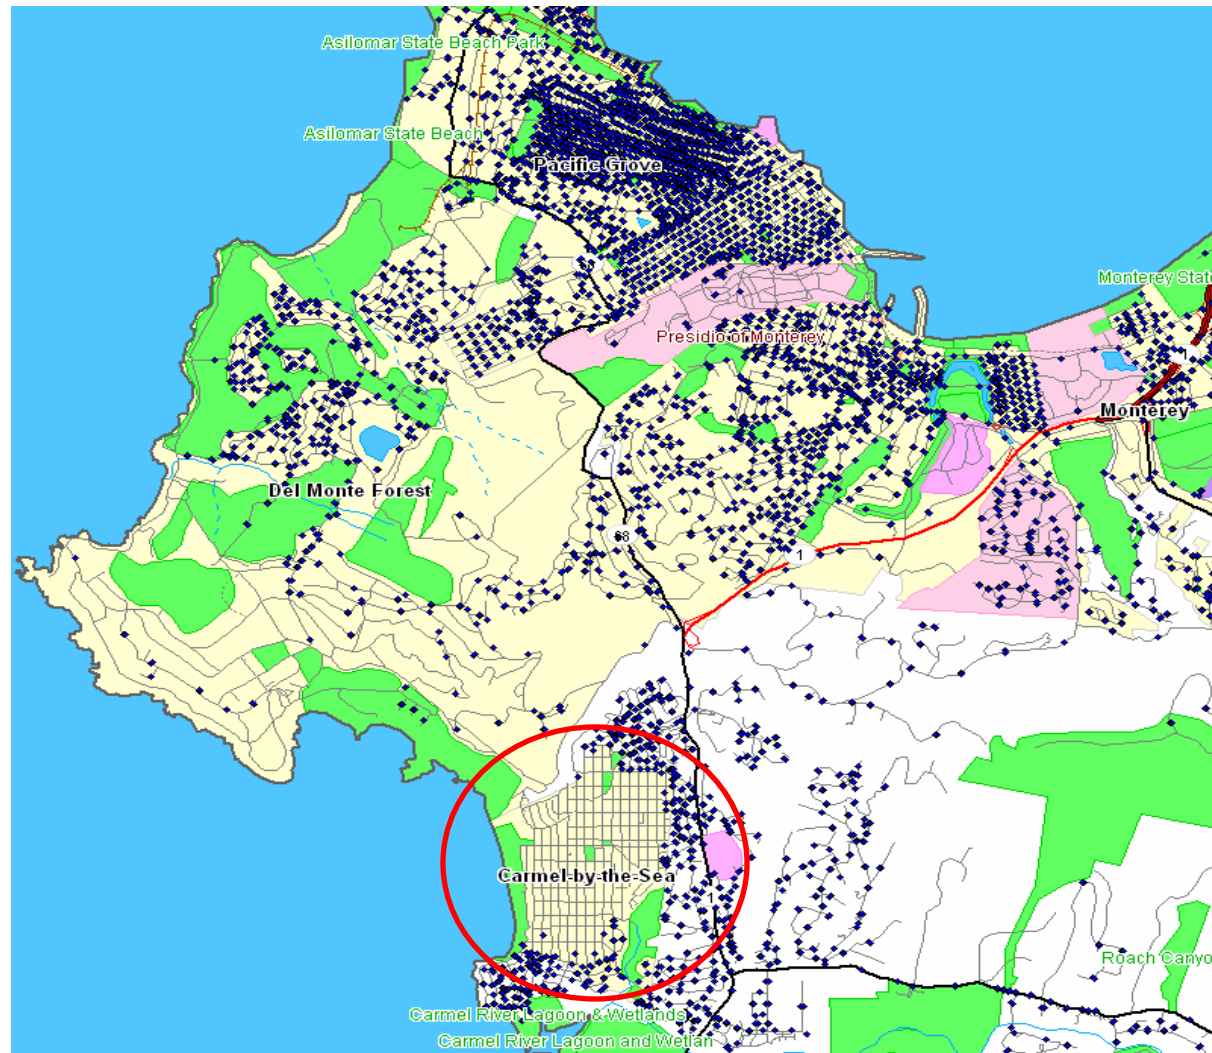 Asilomar State Beach Park
Asilomar State Beach
Pacific Grove
Monterey State
Presidio of Monterey
1
Monterey
Del Monte Forest
68
1
Carmel-by-the-Sea
1
Roach Canyo
Carmel River Lagoon & Wetlands
Carmel River Lagoon and Wetlan